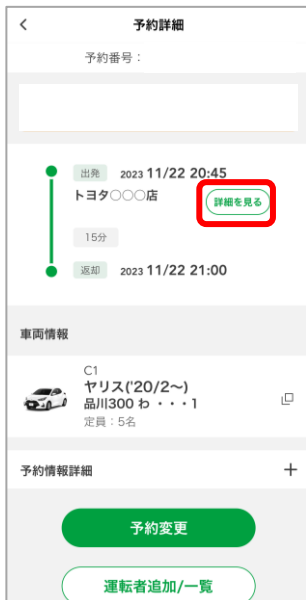 予約詳細
予約番号：
出発 2023 11/22 20:45
トヨタ○○○店
詳細を見る
15分
返却 2023 11/22 21:00
車両情報
C1
ヤリス('20/2〜)
品川300 わ ・・・1
定員：5名
予約情報詳細
予約変更
運転者追加/一覧